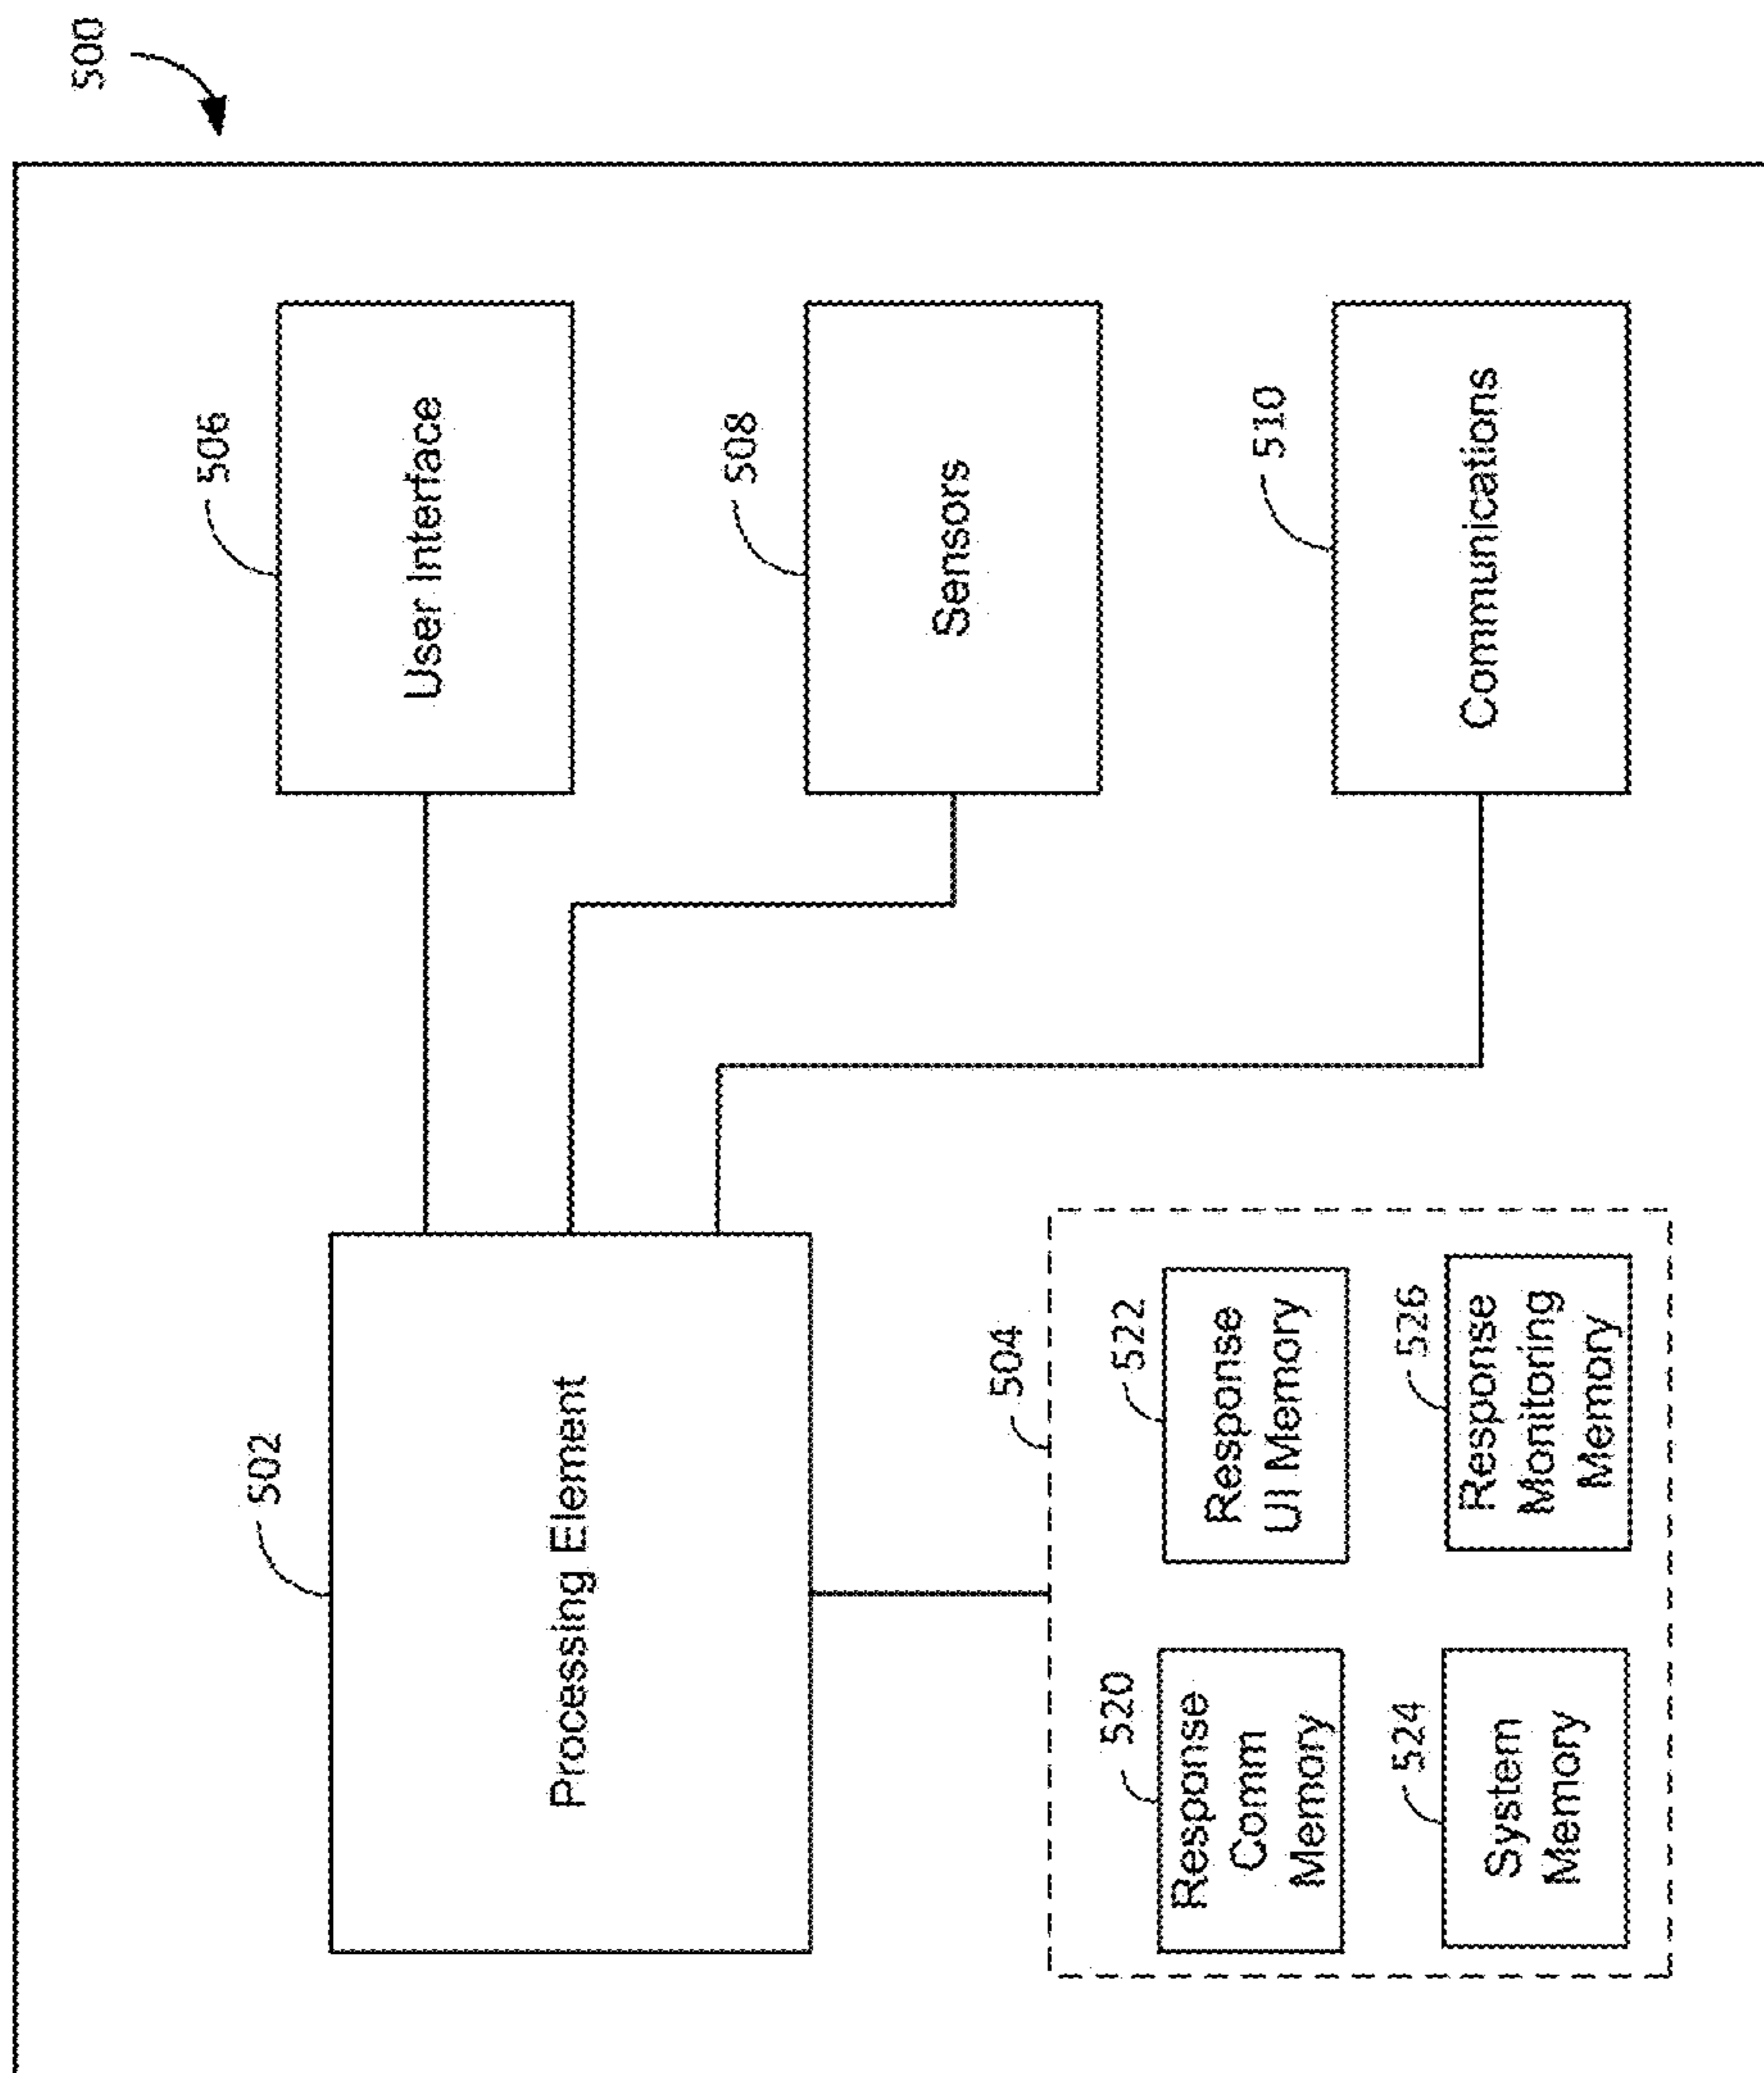 500
502
Processing Element
506
User Interface
508
Sensors
510
Communications
504
520
Response
Comm
Memory
522
Response
UI Memory
524
System
Memory
526
Response
Monitoring
Memory